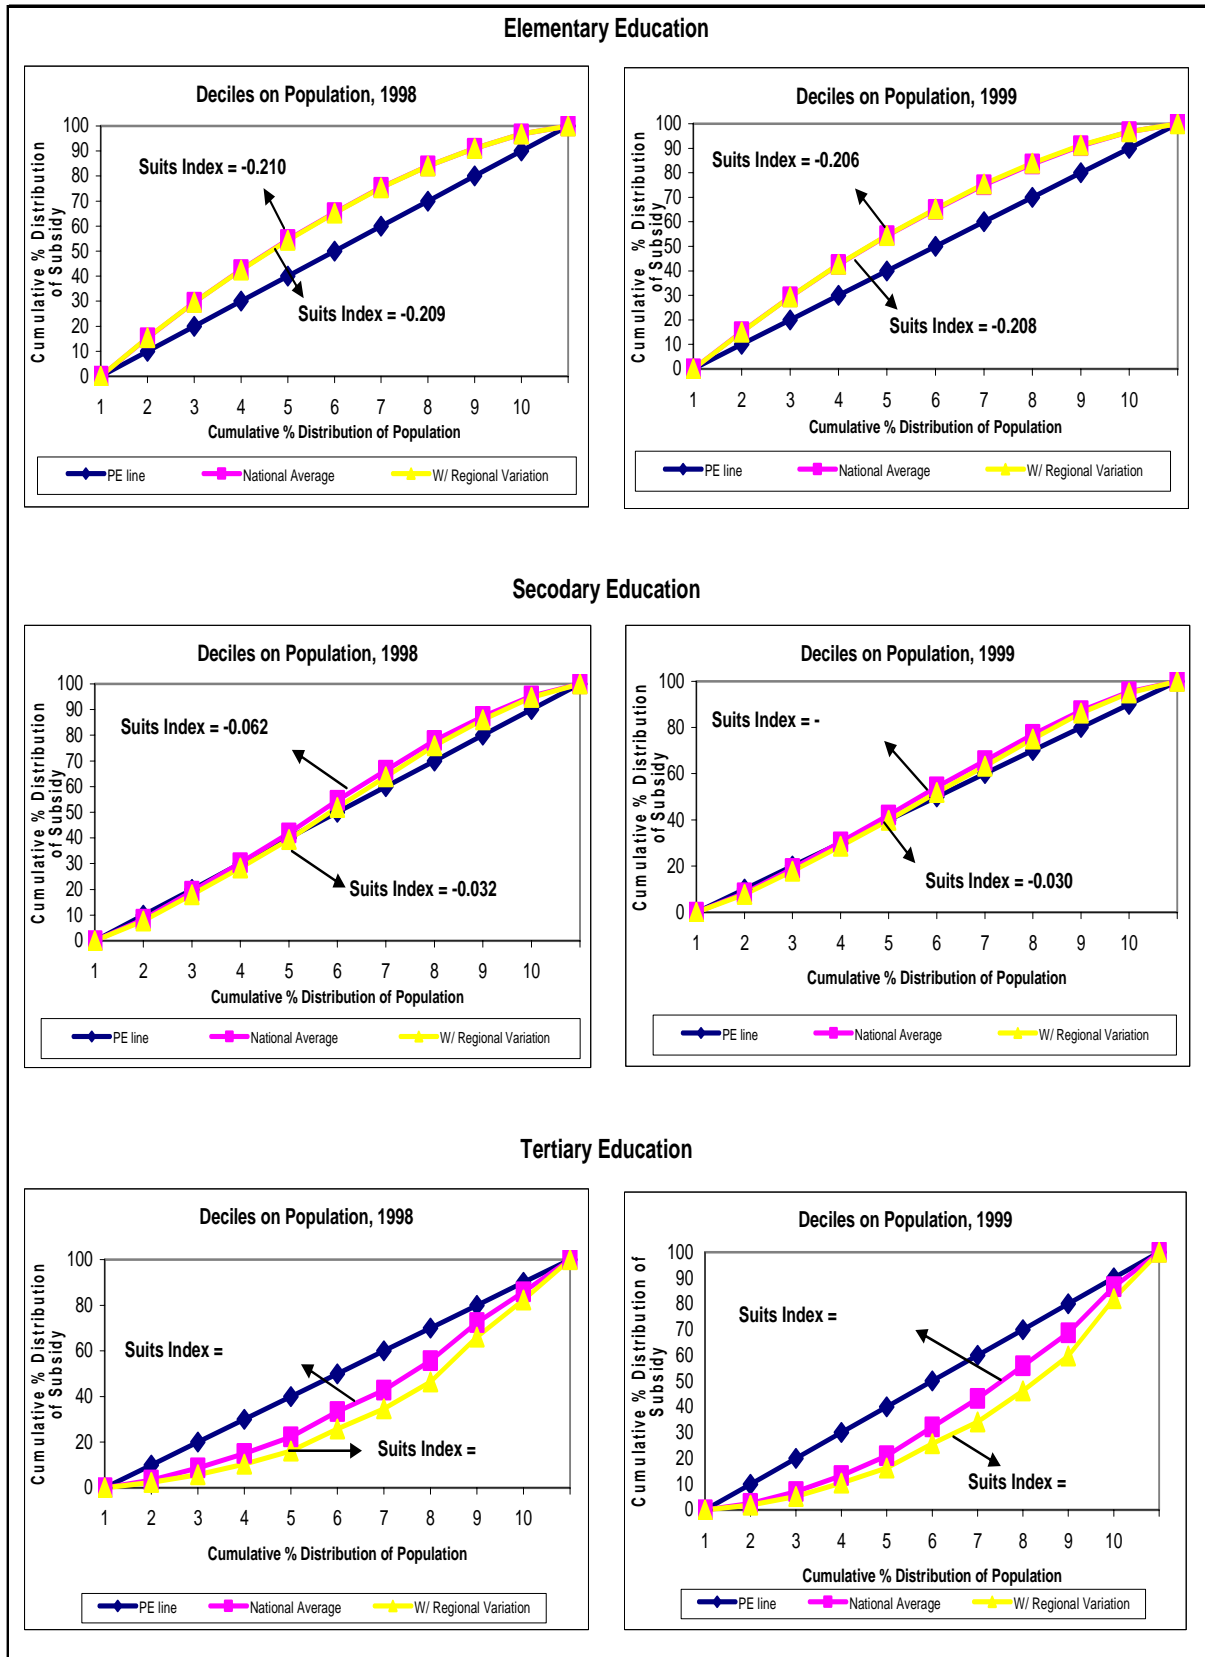 Elementary Education
Deciles on Population, 1998
100
90
80
70
60
50
40
30
20
10
0
Cumulative % Distribution
of Subsidy
Suits Index = -0.210
Suits Index = -0.209
1 2 3 4 5 6 7 8 9 10
Cumulative % Distribution of Population
PE line National Average W/ Regional Variation
Deciles on Population, 1999
100
90
80
70
60
50
40
30
20
10
0
Cumulative % Distribution
of Subsidy
Suits Index = -0.206
Suits Index = -0.208
1 2 3 4 5 6 7 8 9 10
Cumulative % Distribution of Population
PE line National Average W/ Regional Variation
Secodary Education
Deciles on Population, 1998
100
90
80
70
60
50
40
30
20
10
0
Cumulative % Distribution
of Subsidy
Suits Index = -0.062
Suits Index = -0.032
1 2 3 4 5 6 7 8 9 10
Cumulative % Distribution of Population
PE line National Average W/ Regional Variation
Deciles on Population, 1999
100
80
60
40
20
0
Cumulative % Distribution
of Subsidy
Suits Index = -
Suits Index = -0.030
1 2 3 4 5 6 7 8 9 10
Cumulative % Distribution of Population
PE line National Average W/ Regional Variation
Tertiary Education
Deciles on Population, 1998
100
80
60
40
20
0
Cumulative % Distribution
of Subsidy
Suits Index =
Suits Index =
1 2 3 4 5 6 7 8 9 10
Cumulative % Distribution of Population
PE line National Average W/ Regional Variation
Deciles on Population, 1999
100
90
80
70
60
50
40
30
20
10
0
Cumulative % Distribution of
Subsidy
Suits Index =
Suits Index =
1 2 3 4 5 6 7 8 9 10
Cumulative % Distribution of Population
PE line National Average W/ Regional Variation